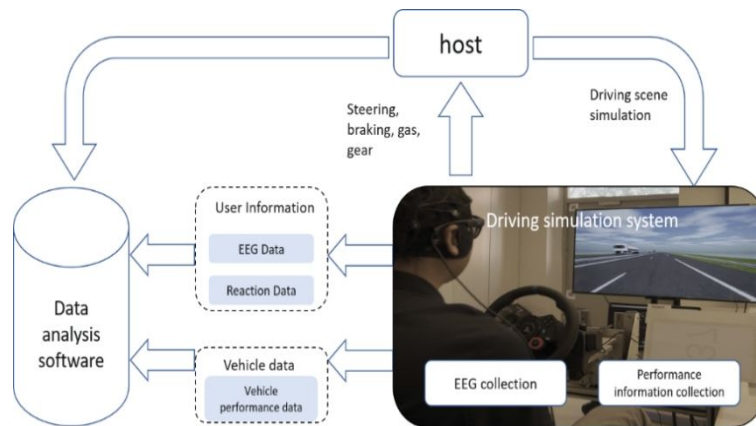 host
Steering,
braking, gas,
gear
Driving scene
simulation
User Information
EEG Data
Reaction Data
Driving simulation system
Data
analysis
software
Vehicle data
Vehicle
performance data
EEG collection
Performance
information collection